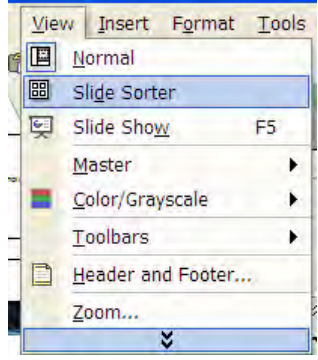 View Insert Format Tools
Normal
Slide Sorter
Slide Show F5
Master
Color/Grayscale
Toolbars
Header and Footer...
Zoom...